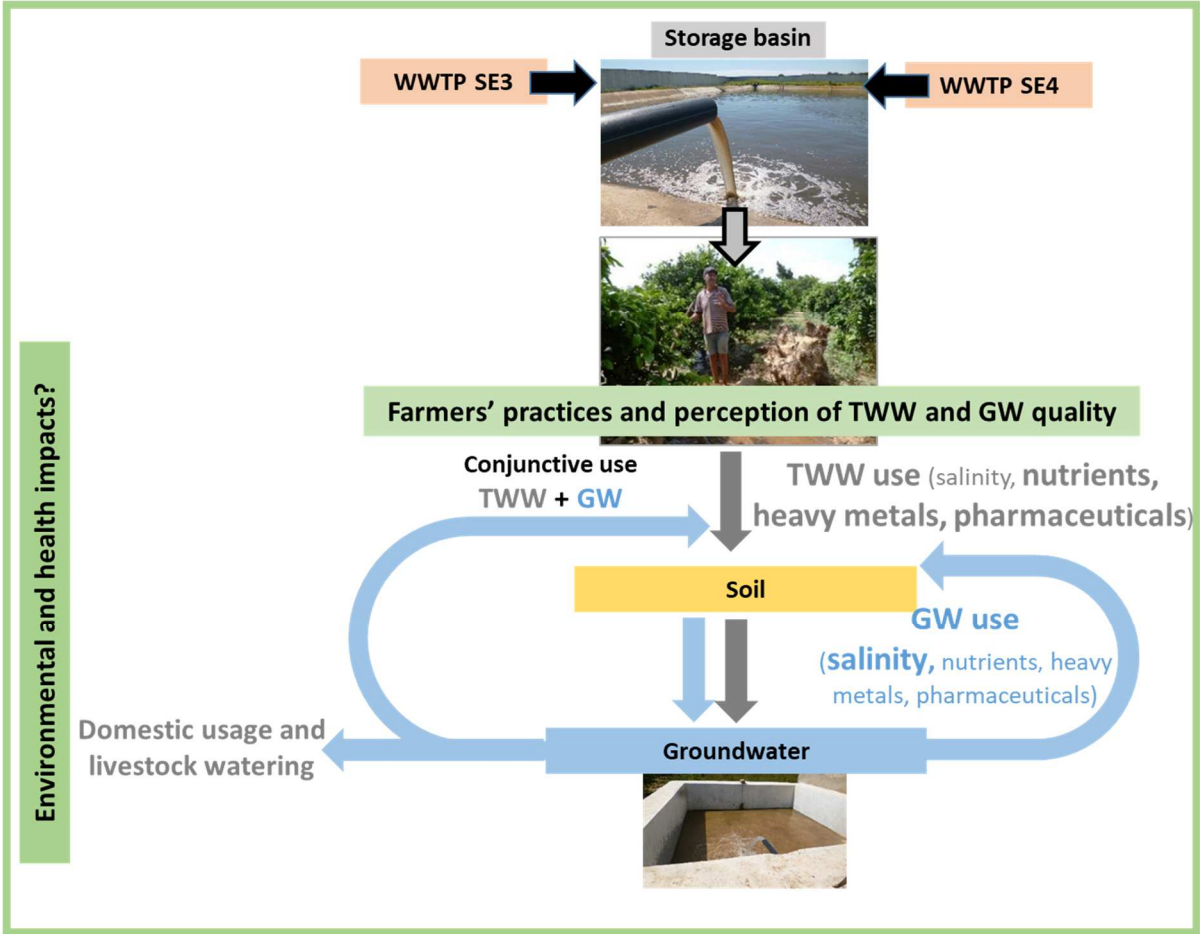 Storage basin
WWTP SE3
WWTP SE4
Farmers’ practices and perception of TWW and GW quality
Conjunctive use
TWW + GW
TWW use (salinity, nutrients,
heavy metals, pharmaceuticals)
Soil
GW use
(salinity, nutrients, heavy
metals, pharmaceuticals)
Environmental and health impacts?
Domestic usage and
livestock watering
Groundwater